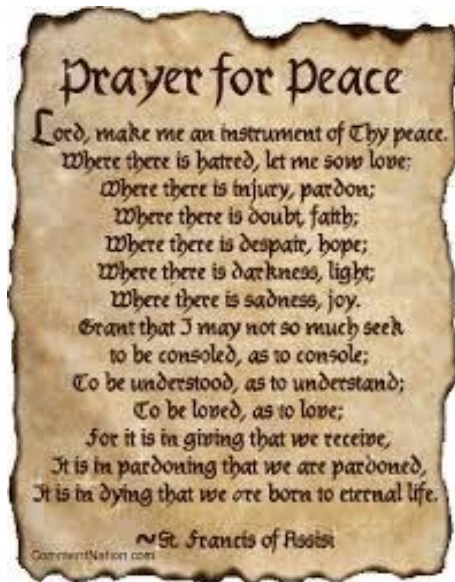 Prayer for Peace
Lord, make me an instrument of Thy peace.
Where there is hatred, let me sow love;
Where there is injury, pardon;
Where there is doubt, faith;
Where there is despair, hope;
Where there is darkness, light;
Where there is sadness, joy.
Grant that I may not so much seek
to be consoled, as to console;
To be understood, as to understand;
To be loved, as to love;
For it is in giving that we receive,
It is in pardoning that we are pardoned,
It is in dying that we are born to eternal life.
~St. Francis of Assisi
CommentNation.com